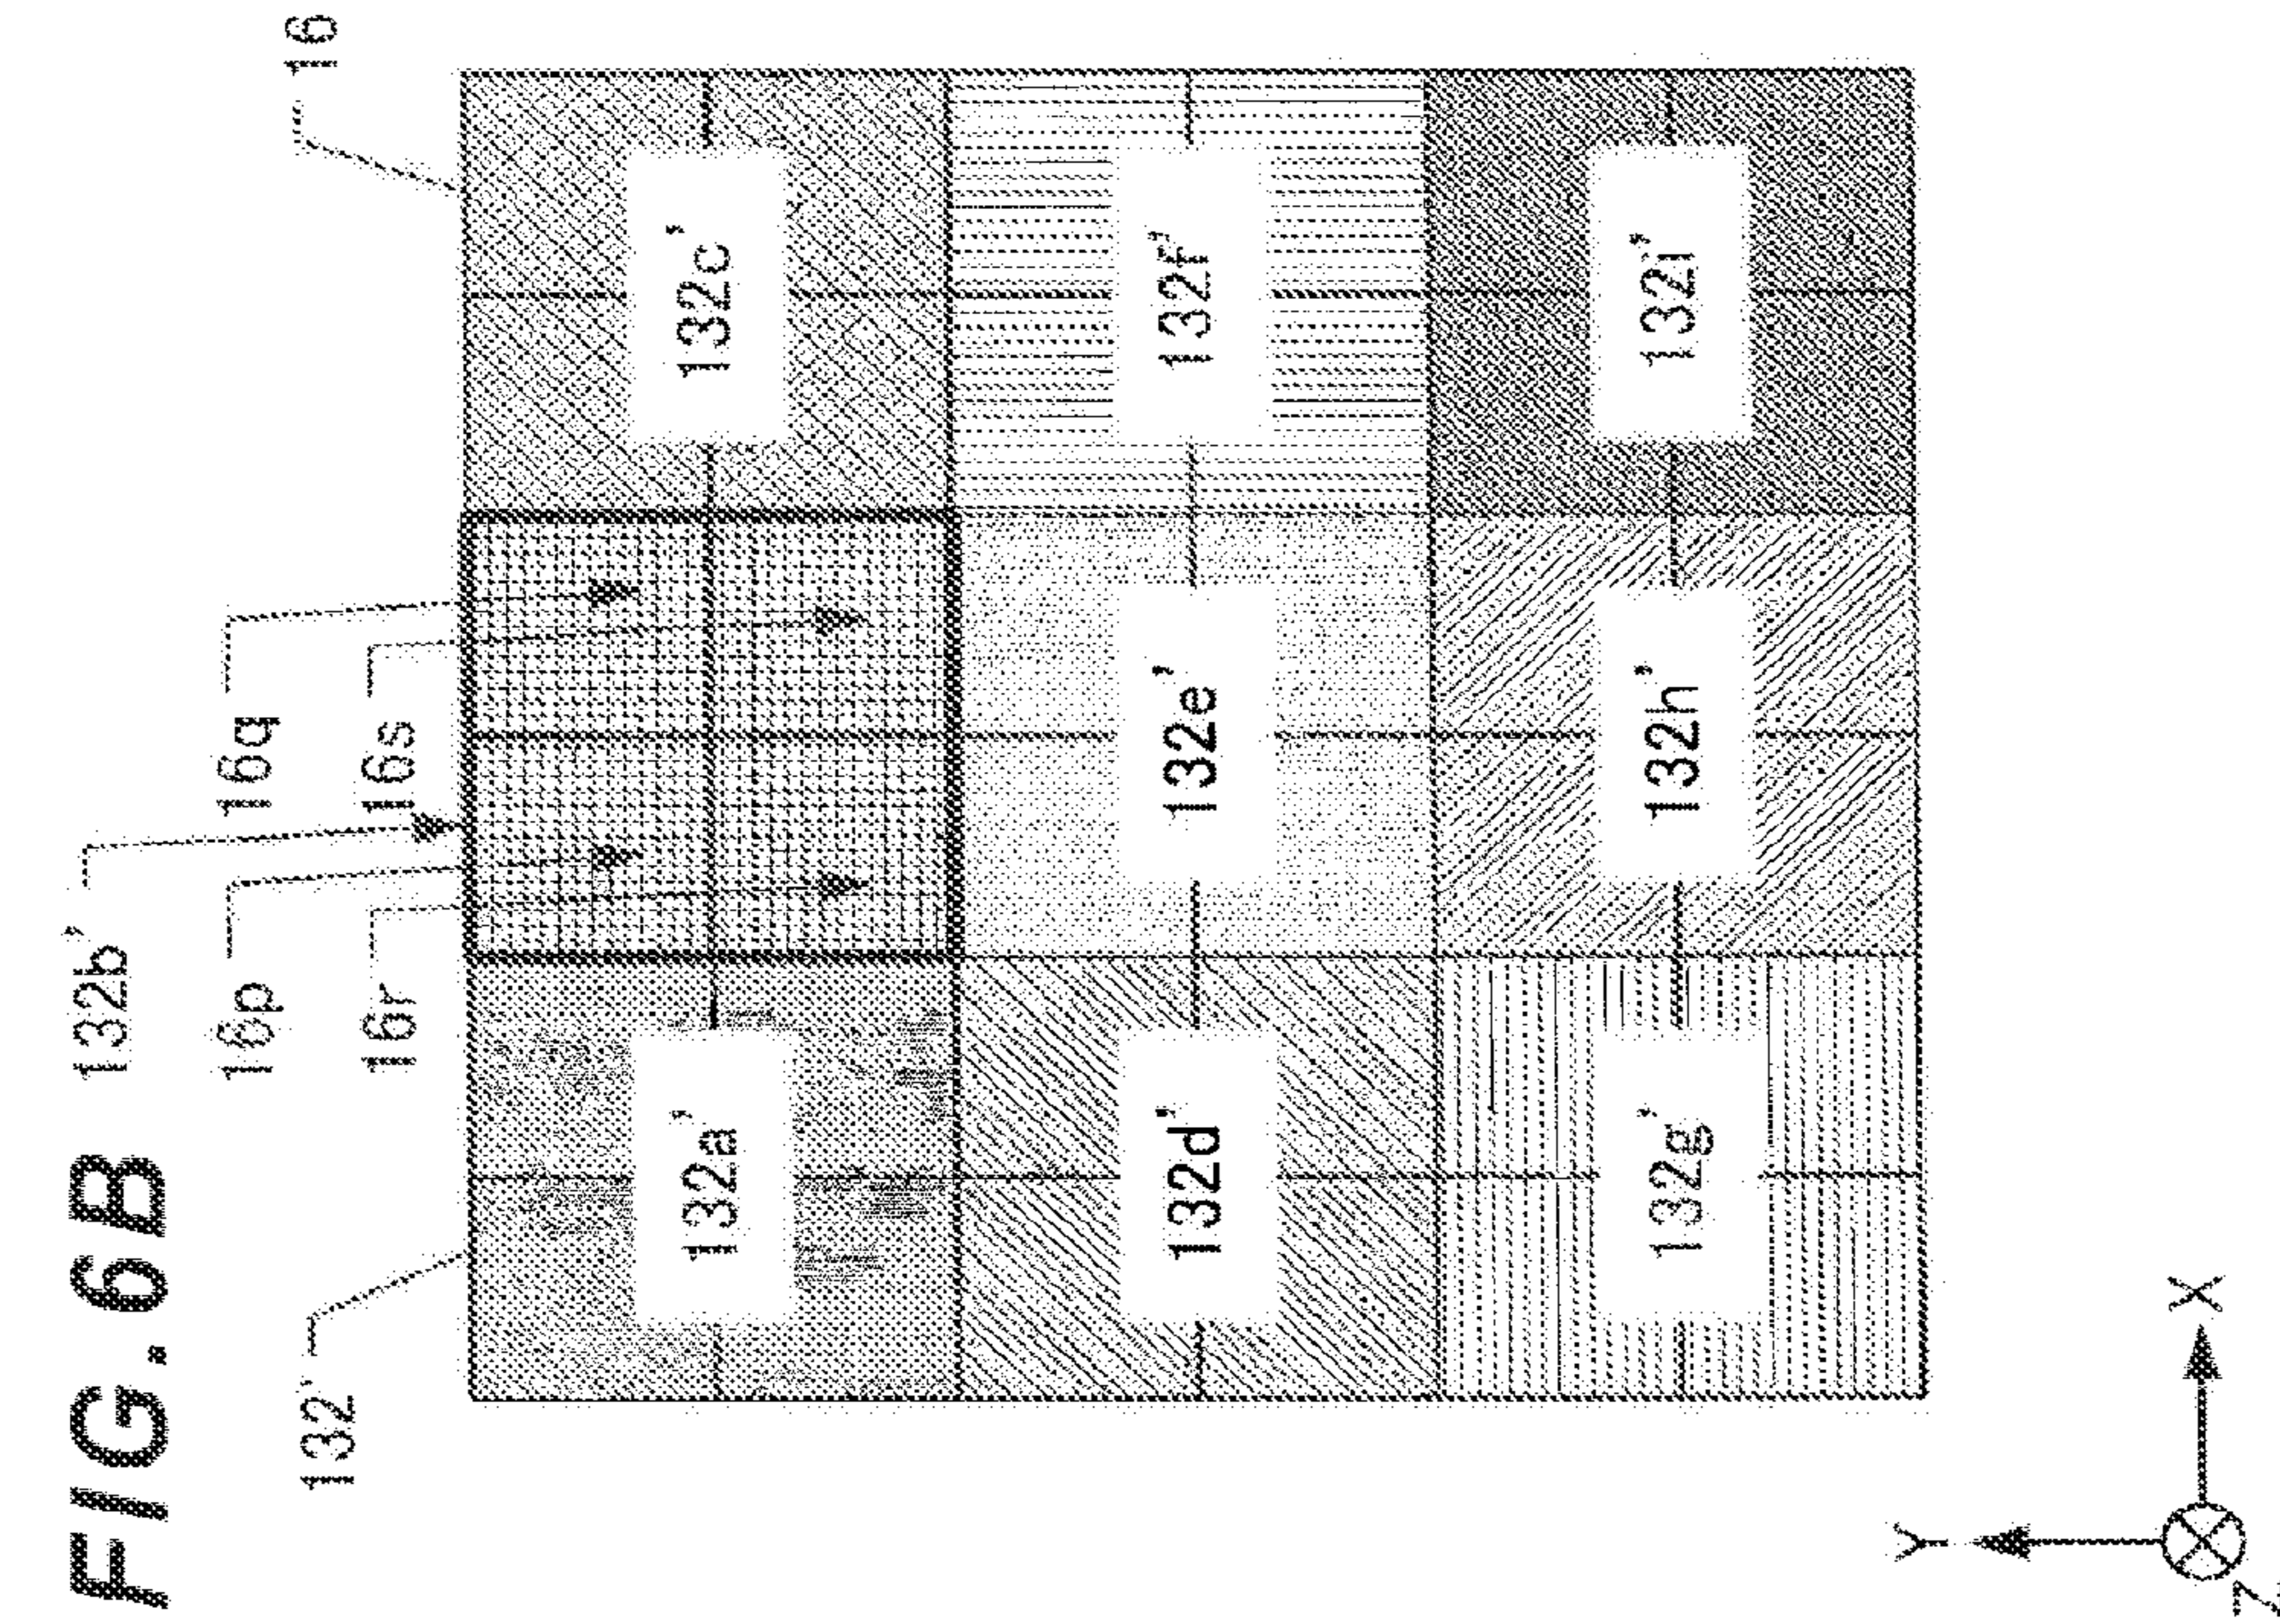 FIG. 6B
132b'
16p 16q
16r 16s
132' 16
132a' 132c'
132d' 132e' 132f'
132g' 132h' 132i'
Y
X
Z